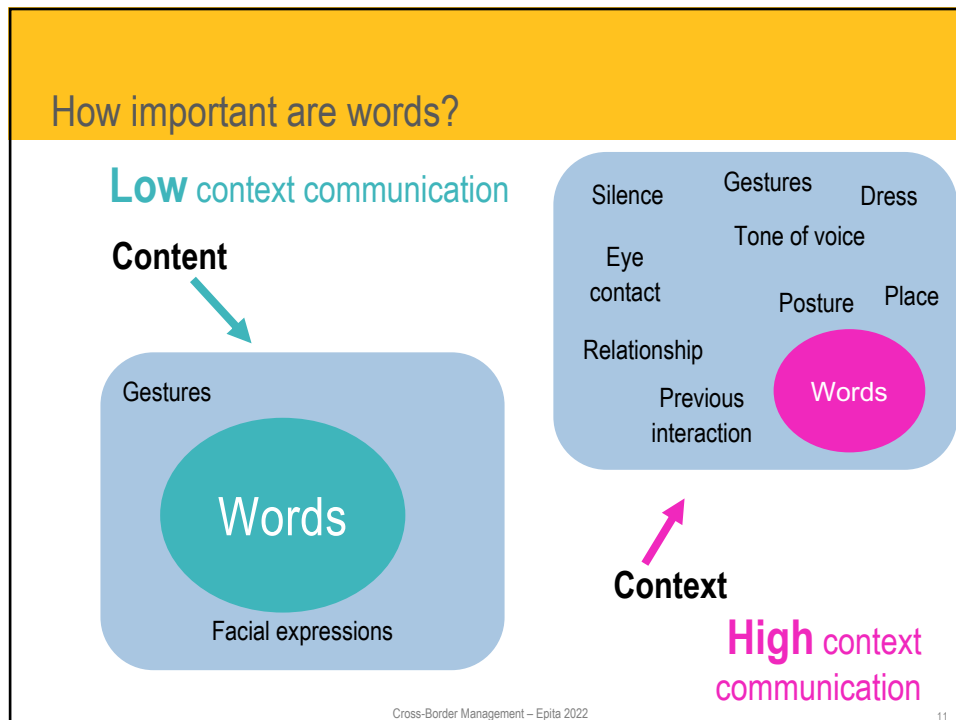 How important are words?
Low context communication
Content
Gestures
Words
Facial expressions
Silence
Gestures
Dress
Tone of voice
Eye
contact
Posture
Place
Relationship
Previous
interaction
Words
Context
High context
communication
Cross-Border Management – Epita 2022
11